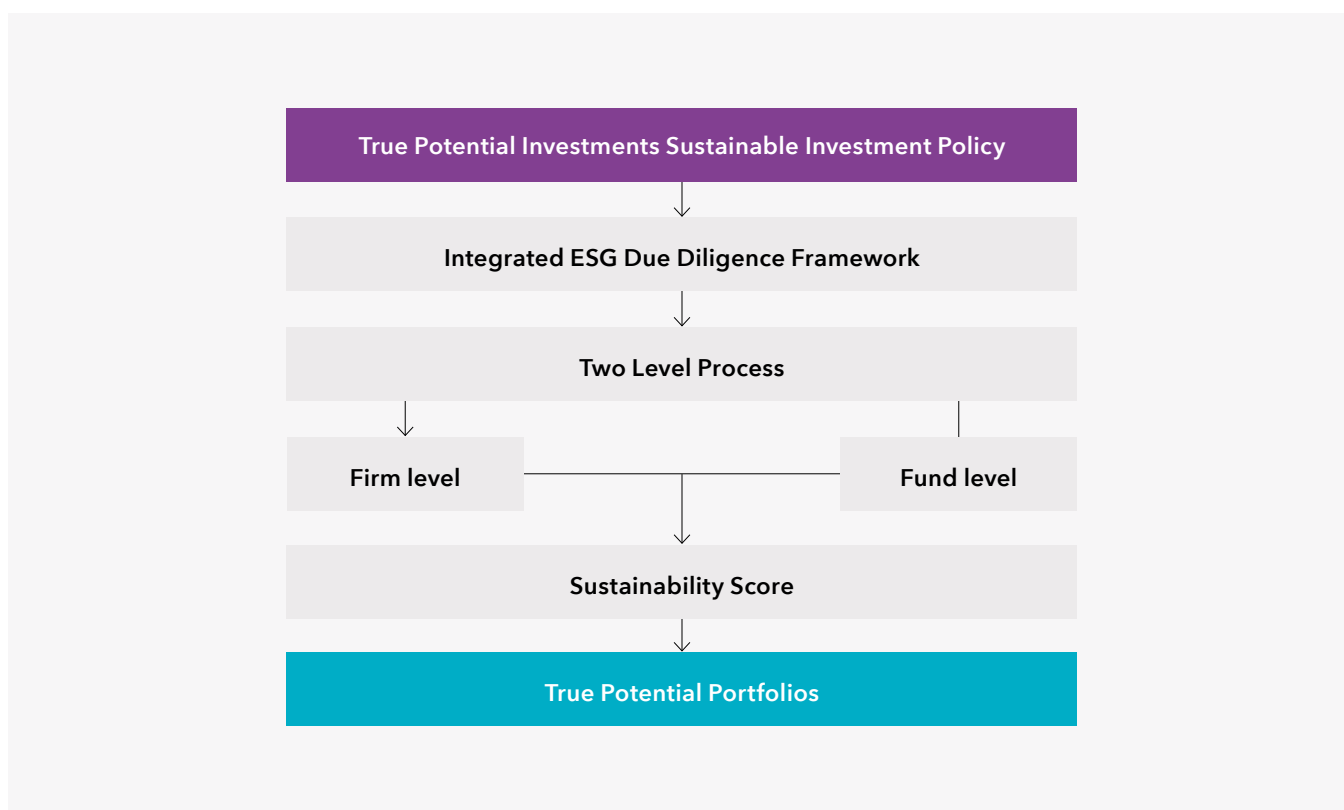 True Potential Investments Sustainable Investment Policy
Integrated ESG Due Diligence Framework
Two Level Process
Firm level
Fund level
Sustainability Score
True Potential Portfolios